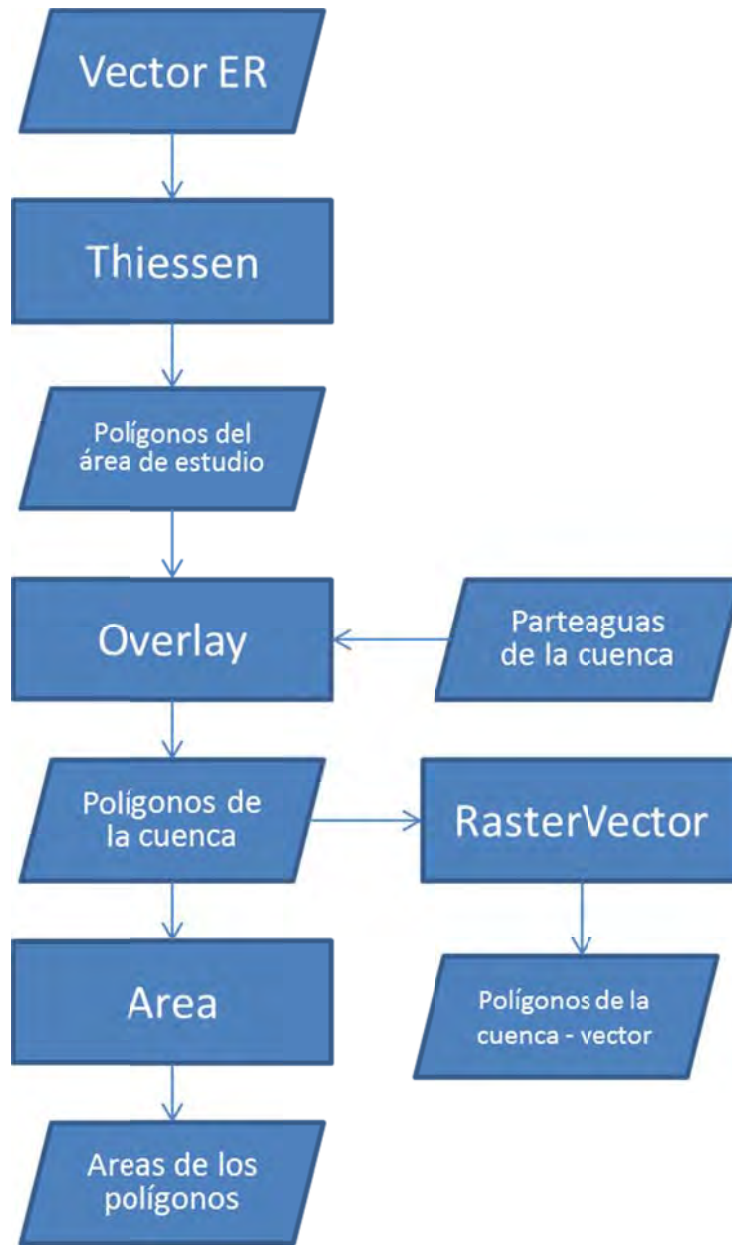 Vector ER
Thiessen
Polígonos del
área de estudio
Overlay
Parteaguas
de la cuenca
Polígonos de
la cuenca
RasterVector
Area
Polígonos de la
cuenca - vector
Areas de los
polígonos